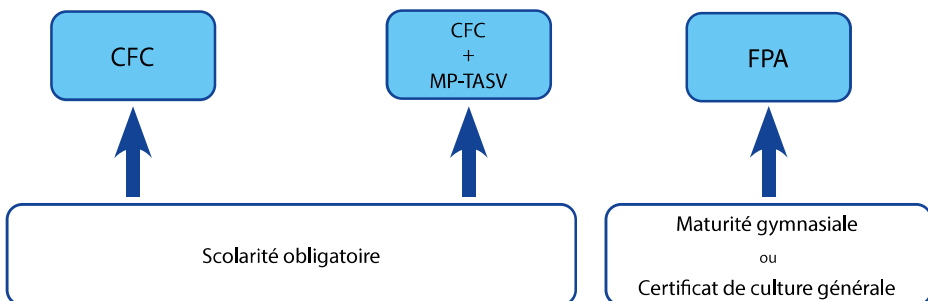 CFC
CFC
+
MP-TASV
FPA
Scolarité obligatoire
Maturité gymnasiale
ou
Certificat de culture générale